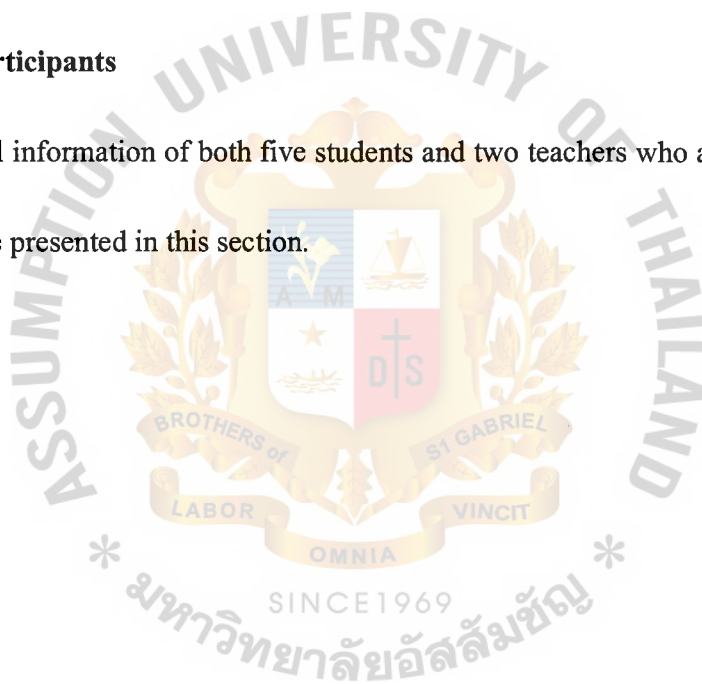 rticipants
l information of both five students and two teachers who a
e presented in this section.
ASSUMPTION UNIVERSITY OF THAILAND
A M
D S
BROTHERS of S1 GABRIEL
LABOR VINCIT
OMNIA
* SINCE1969 *
มหาวิทยาลัยอัสสัมชัญ